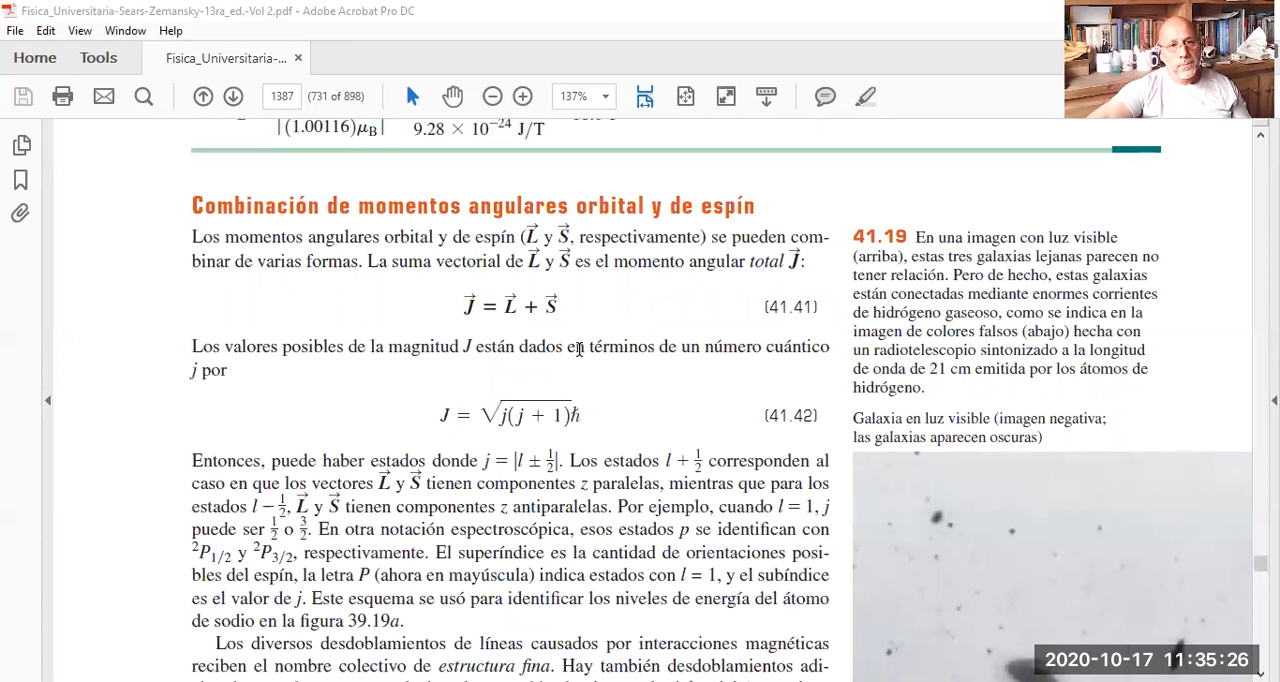 Fisica_Universitaria-Sears-Zemansky-13ra_ed.-Vol 2.pdf - Adobe Acrobat Pro DC
File Edit View Window Help
Home Tools Fisica_Universitaria-... ×
1387 (731 of 898) 137%
|(1.00116)μB| 9.28 × 10⁻²⁴ J/T
Combinación de momentos angulares orbital y de espín
Los momentos angulares orbital y de espín (L⃗ y S⃗, respectivamente) se pueden com-
binar de varias formas. La suma vectorial de L⃗ y S⃗ es el momento angular total J⃗:
J⃗ = L⃗ + S⃗ (41.41)
Los valores posibles de la magnitud J están dados en términos de un número cuántico
j por
J = √j(j + 1)ħ (41.42)
Entonces, puede haber estados donde j = |l ± 1/2|. Los estados l + 1/2 corresponden al
caso en que los vectores L⃗ y S⃗ tienen componentes z paralelas, mientras que para los
estados l − 1/2, L⃗ y S⃗ tienen componentes z antiparalelas. Por ejemplo, cuando l = 1, j
puede ser 1/2 o 3/2. En otra notación espectroscópica, esos estados p se identifican con
²P1/2 y ²P3/2, respectivamente. El superíndice es la cantidad de orientaciones posi-
bles del espín, la letra P (ahora en mayúscula) indica estados con l = 1, y el subíndice
es el valor de j. Este esquema se usó para identificar los niveles de energía del átomo
de sodio en la figura 39.19a.
Los diversos desdoblamientos de líneas causados por interacciones magnéticas
reciben el nombre colectivo de estructura fina. Hay también desdoblamientos adi-
41.19 En una imagen con luz visible
(arriba), estas tres galaxias lejanas parecen no
tener relación. Pero de hecho, estas galaxias
están conectadas mediante enormes corrientes
de hidrógeno gaseoso, como se indica en la
imagen de colores falsos (abajo) hecha con
un radiotelescopio sintonizado a la longitud
de onda de 21 cm emitida por los átomos de
hidrógeno.
Galaxia en luz visible (imagen negativa;
las galaxias aparecen oscuras)
2020-10-17 11:35:26